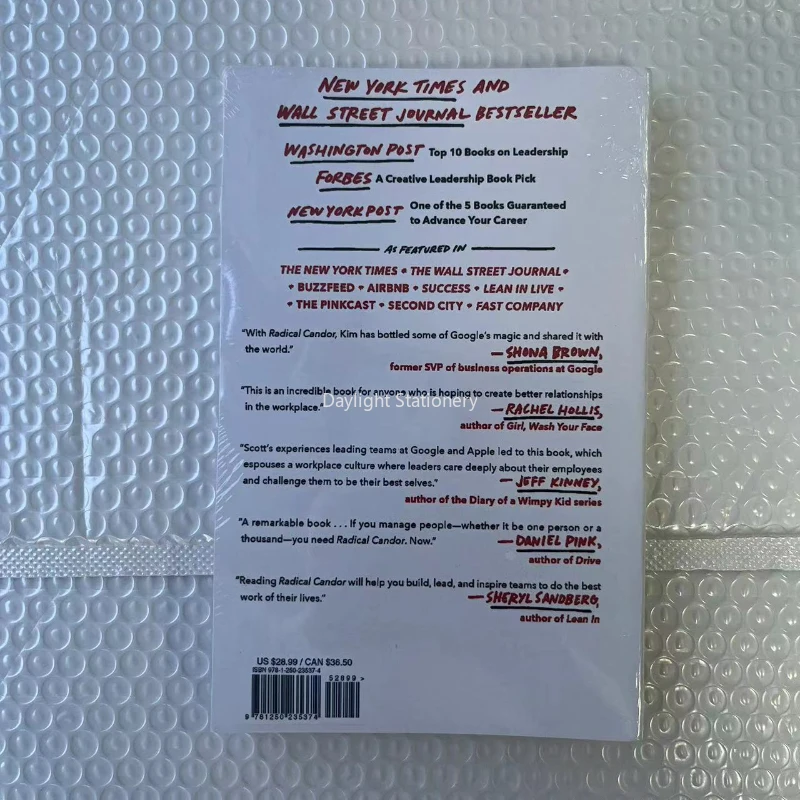 NEW YORK TIMES AND
WALL STREET JOURNAL BESTSELLER
WASHINGTON POST Top 10 Books on Leadership
FORBES A Creative Leadership Book Pick
NEW YORK POST One of the 5 Books Guaranteed
to Advance Your Career
AS FEATURED IN
THE NEW YORK TIMES • THE WALL STREET JOURNAL •
• BUZZFEED • AIRBNB • SUCCESS • LEAN IN LIVE •
• THE PINKCAST • SECOND CITY • FAST COMPANY
"With Radical Candor, Kim has bottled some of Google's magic and shared it with
the world." — SHONA BROWN,
former SVP of business operations at Google
"This is an incredible book for anyone who is hoping to create better relationships
in the workplace." — RACHEL HOLLIS,
Daylight Stationery
author of Girl, Wash Your Face
"Scott's experiences leading teams at Google and Apple led to this book, which
espouses a workplace culture where leaders care deeply about their employees
and challenge them to be their best selves." — JEFF KINNEY,
author of the Diary of a Wimpy Kid series
"A remarkable book . . . If you manage people—whether it be one person or a
thousand—you need Radical Candor. Now." — DANIEL PINK,
author of Drive
"Reading Radical Candor will help you build, lead, and inspire teams to do the best
work of their lives." — SHERYL SANDBERG,
author of Lean In
US $28.99 / CAN $36.50
ISBN 978-1-250-23537-4
52899 >
9 781250 235374